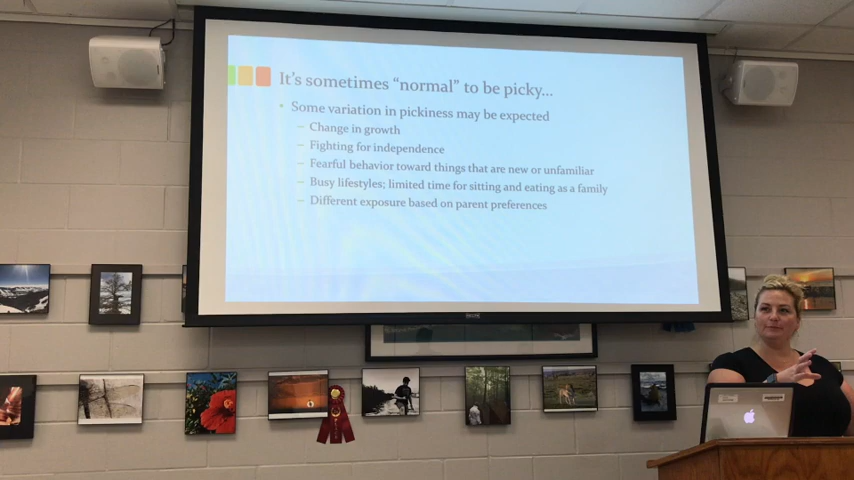 It's sometimes “normal” to be picky...
• Some variation in pickiness may be expected
– Change in growth
– Fighting for independence
– Fearful behavior toward things that are new or unfamiliar
– Busy lifestyles; limited time for sitting and eating as a family
– Different exposure based on parent preferences